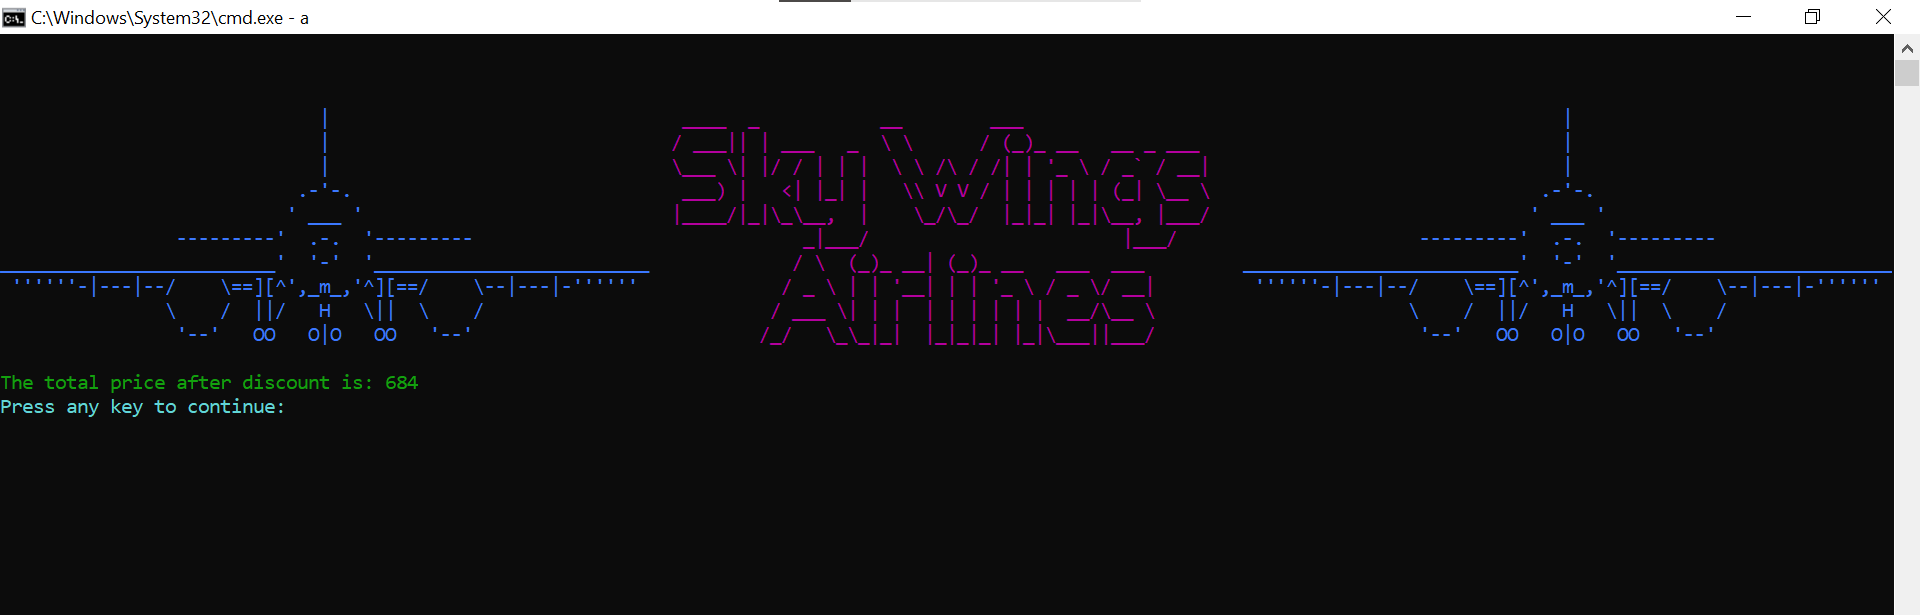 C:\Windows\System32\cmd.exe - a
Sky Wings
Airlines
The total price after discount is: 684
Press any key to continue: